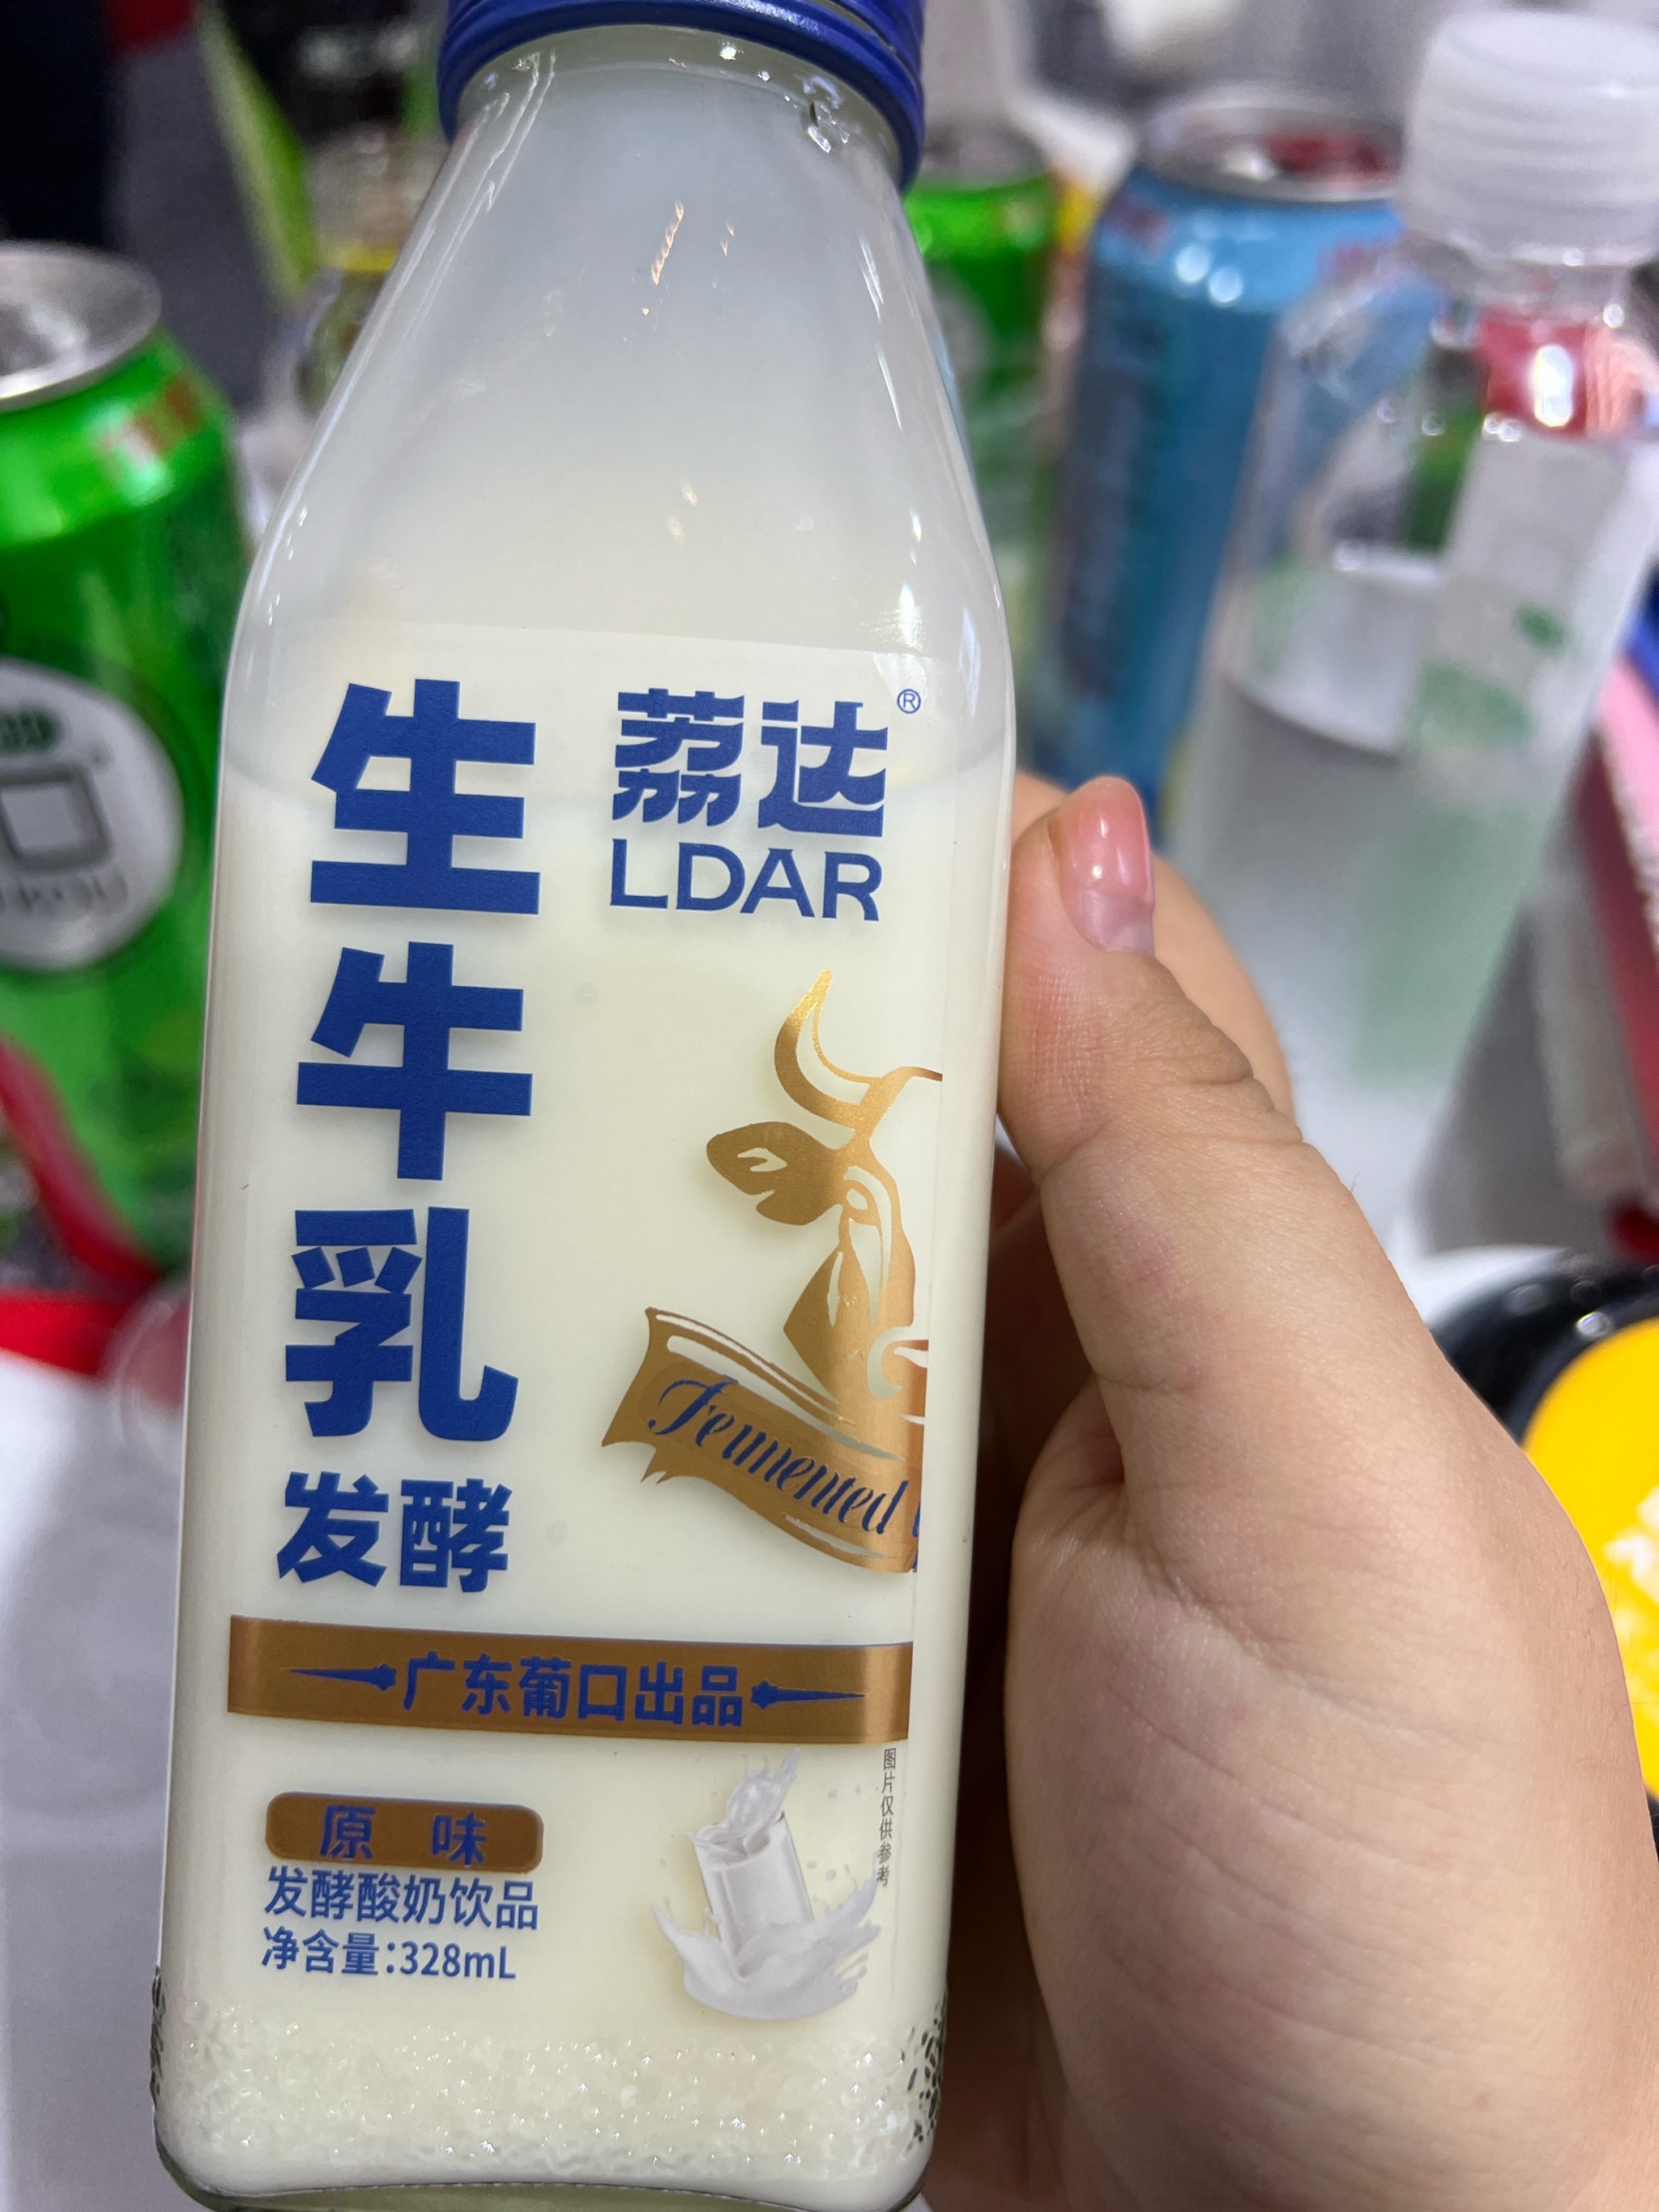 生牛乳
发酵
荔达®
LDAR
Fermented
广东葡口出品
原味
发酵酸奶饮品
净含量:328mL
图片仅供参考